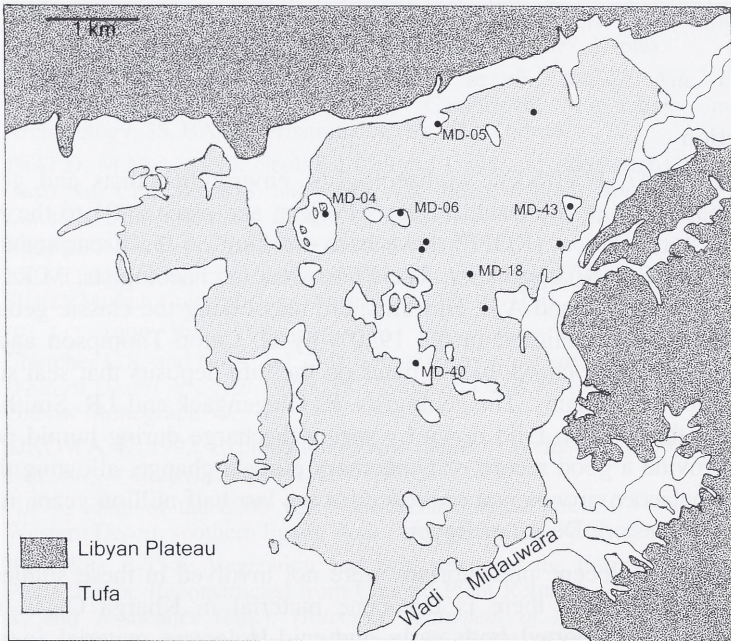 1 km
MD-05
MD-04
MD-06
MD-43
MD-18
MD-40
Libyan Plateau
Tufa
Wadi Midauwara